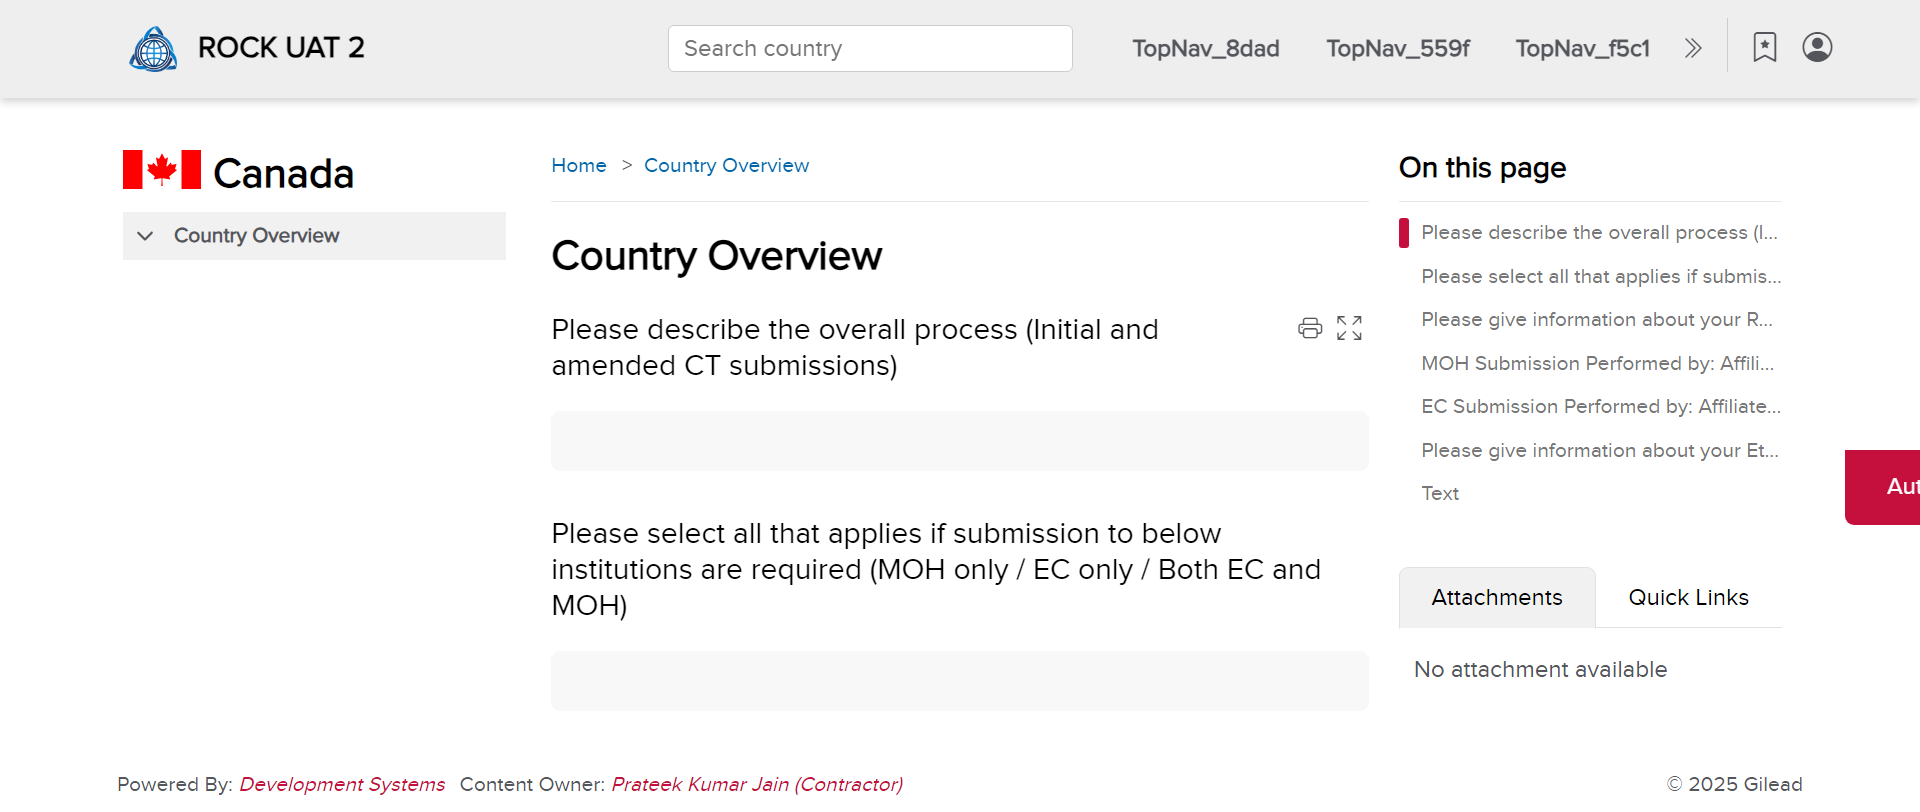 ROCK UAT 2
Search country
TopNav_8dad
TopNav_559f
TopNav_f5c1
Canada
Country Overview
Home > Country Overview
Country Overview
Please describe the overall process (Initial and
amended CT submissions)
Please select all that applies if submission to below
institutions are required (MOH only / EC only / Both EC and
MOH)
On this page
Please describe the overall process (I...
Please select all that applies if submis...
Please give information about your R...
MOH Submission Performed by: Affili...
EC Submission Performed by: Affiliate...
Please give information about your Et...
Text
Aut
Attachments
Quick Links
No attachment available
Powered By: Development Systems Content Owner: Prateek Kumar Jain (Contractor)
© 2025 Gilead